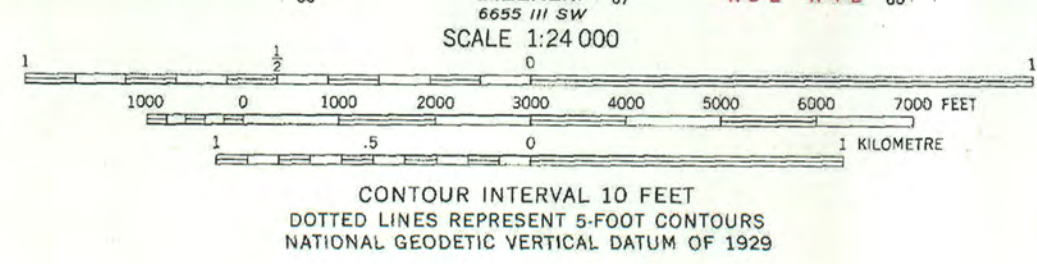 6655 III SW
SCALE 1:24 000
1 ½ 0 1
1000 0 1000 2000 3000 4000 5000 6000 7000 FEET
1 .5 0 1 KILOMETRE
CONTOUR INTERVAL 10 FEET
DOTTED LINES REPRESENT 5-FOOT CONTOURS
NATIONAL GEODETIC VERTICAL DATUM OF 1929